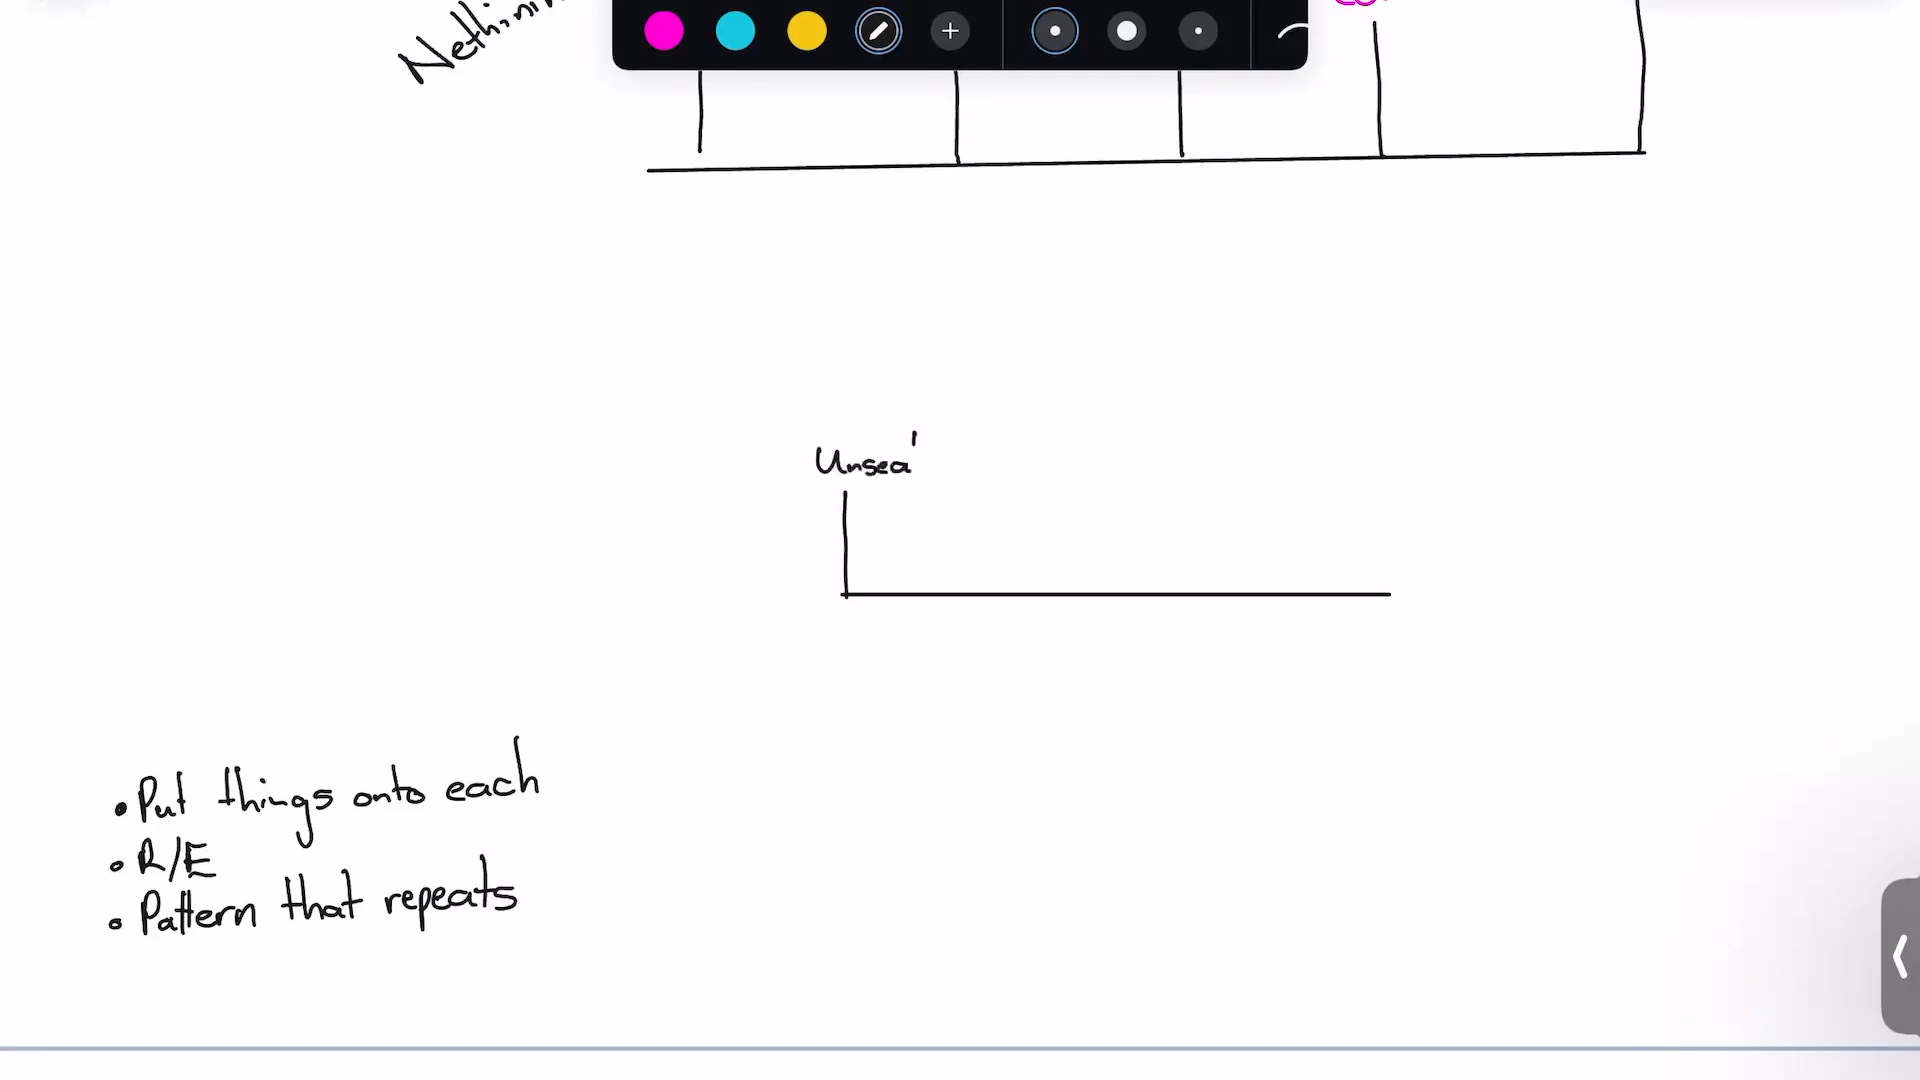 Unsea'
• Put things onto each
• R/E
• Pattern that repeats